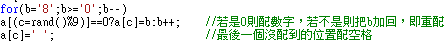 for(b='8';b>='0';b--)
a[(c=rand()%9)]==0?a[c]=b:b++;    //若是0則配數字，若不是則把b加回，即重配
a[c]=' ';    //最後一個沒配到的位置配空格